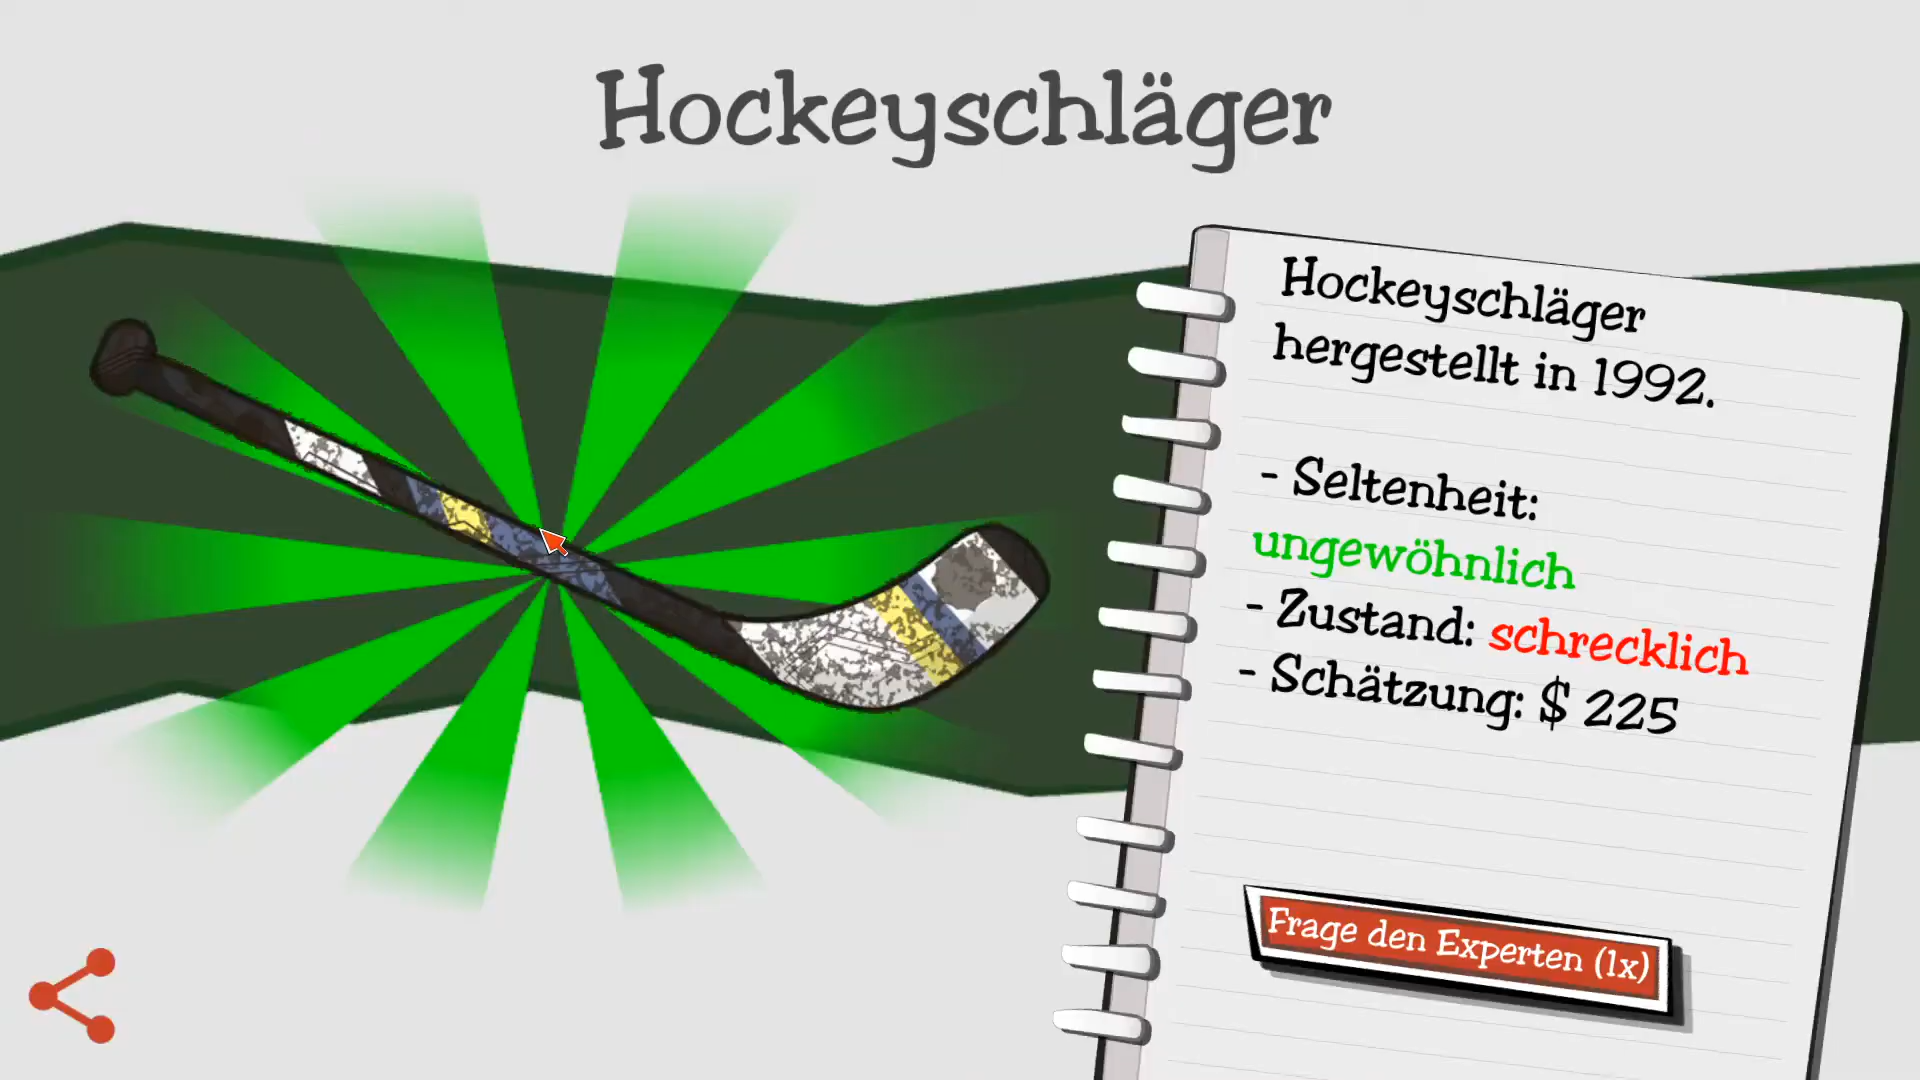 Hockeyschläger
Hockeyschläger
hergestellt in 1992.
- Seltenheit:
ungewöhnlich
- Zustand: schrecklich
- Schätzung: $ 225
Frage den Experten (1x)